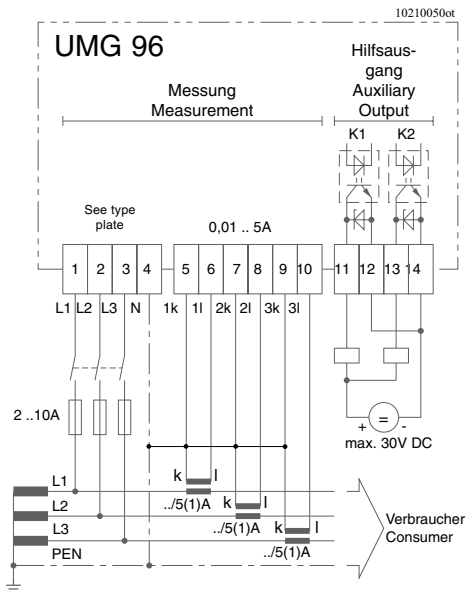 10210050ot
UMG 96
Hilfsaus-
gang
Auxiliary
Output
Messung
Measurement
K1 K2
See type
plate
0,01 .. 5A
1 2 3 4 5 6 7 8 9 10 11 12 13 14
L1 L2 L3 N 1k 1l 2k 2l 3k 3l
2 ..10A
+ = -
max. 30V DC
L1
k l
L2
../5(1)A
k l
L3
../5(1)A
k l
PEN
../5(1)A
Verbraucher
Consumer